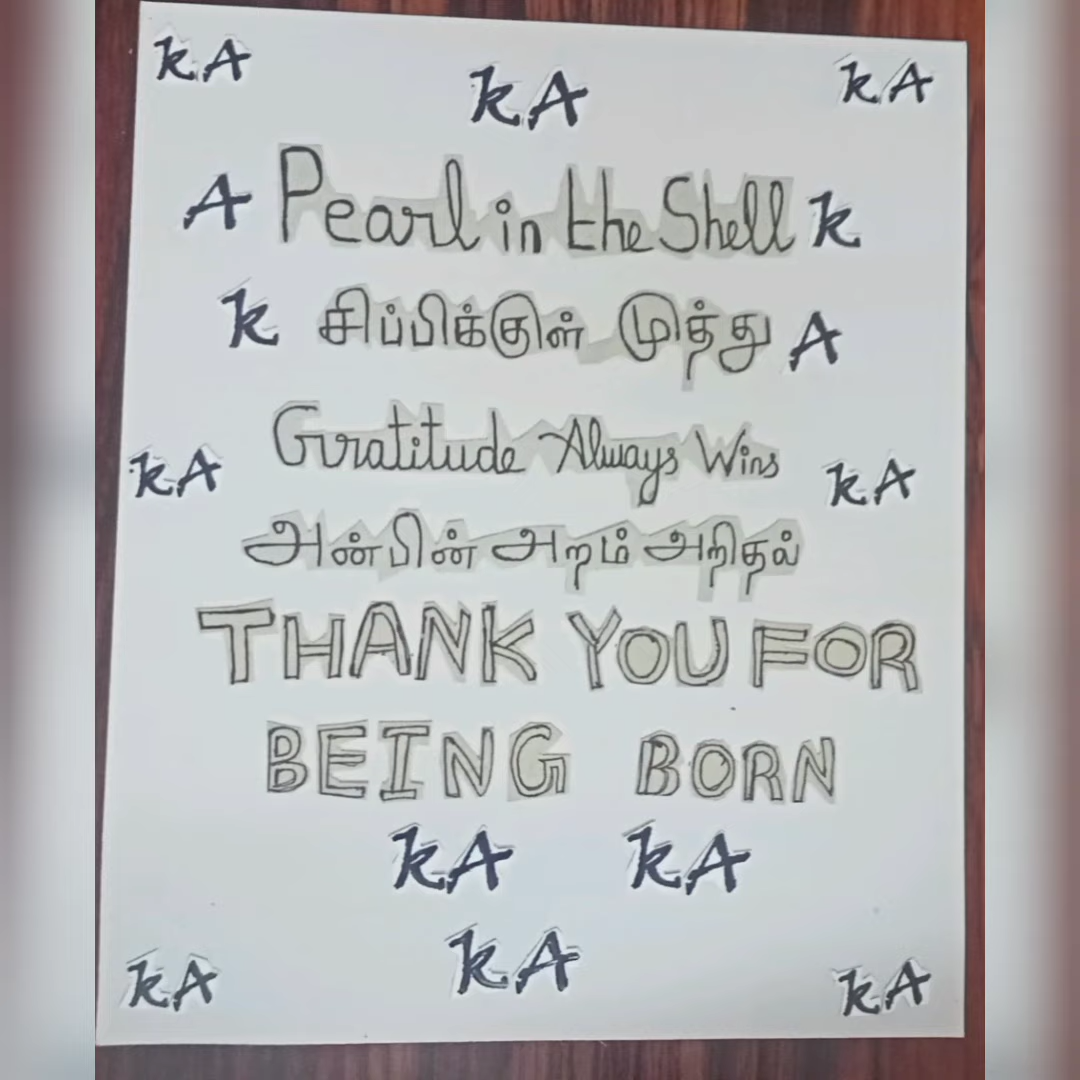 kA kA kA
A Pearl in the Shell k
k சிப்பிக்குள் முத்து A
Gratitude Always Wins
kA kA
அன்பின் அறம் அறிதல்
THANK YOU FOR
BEING BORN
kA kA
kA kA kA